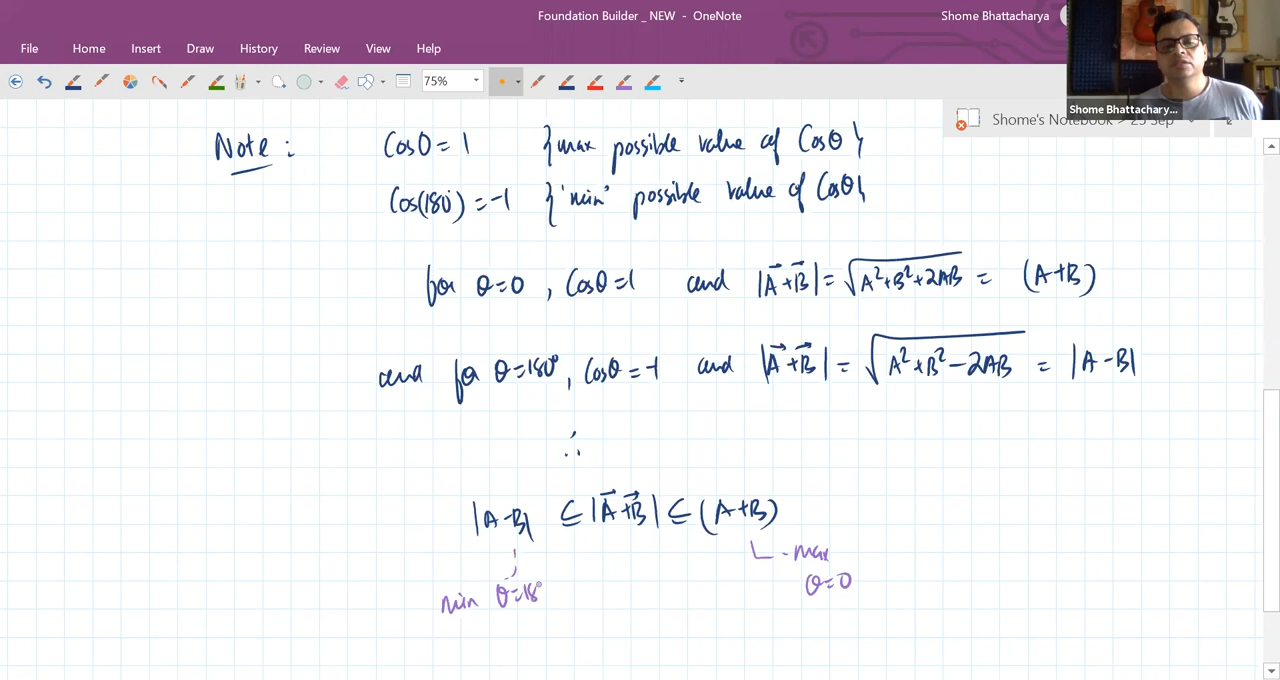 Foundation Builder _ NEW - OneNote
Shome Bhattacharya
File Home Insert Draw History Review View Help
75%
Shome Bhattachary...
Shome's Notebook > 25 Sep
Note : Cos0 = 1 {max possible value of Cosθ}
Cos(180°) = -1 {'min' possible value of Cosθ}
for θ=0, Cosθ=1 and |A⃗+B⃗| = √(A²+B²+2AB) = (A+B)
and for θ=180°, Cosθ=-1 and |A⃗+B⃗| = √(A²+B²-2AB) = |A-B|
∴
|A-B| ≤ |A⃗+B⃗| ≤ (A+B)
- max
θ=0
min θ=18°